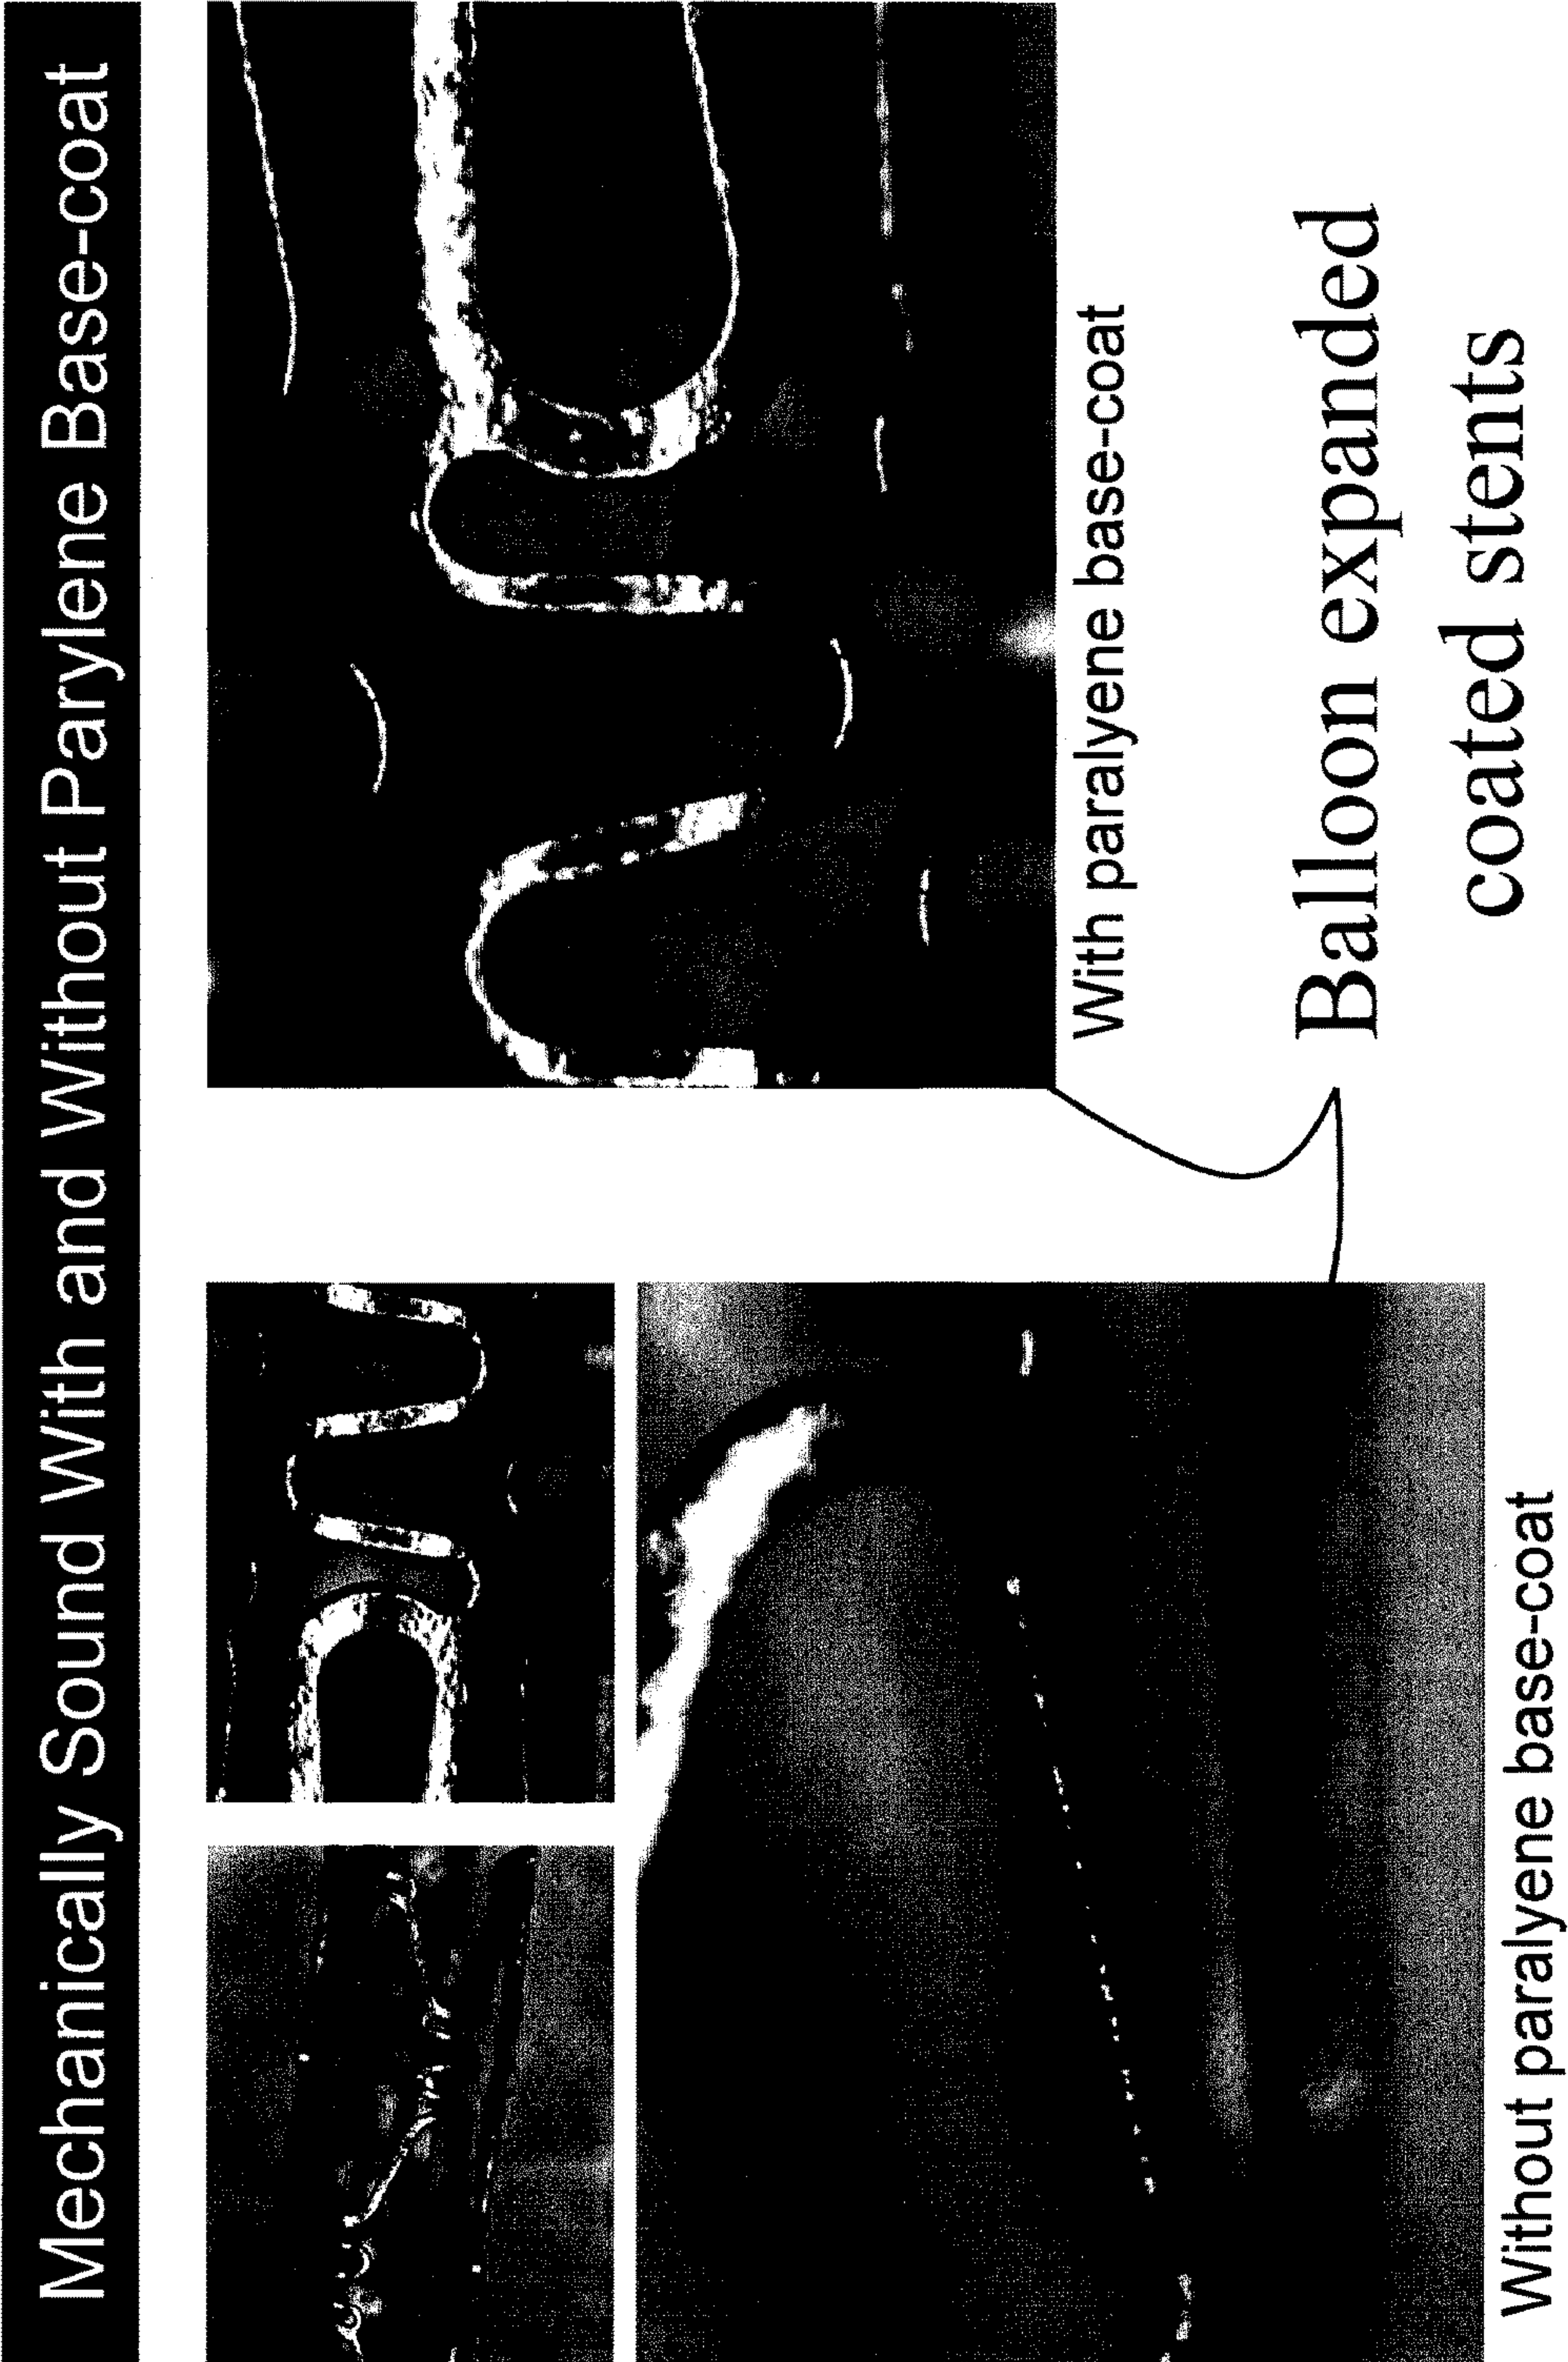 Mechanically Sound With and Without Parylene Base-coat
With paralyene base-coat
Balloon expanded
coated stents
Without paralyene base-coat